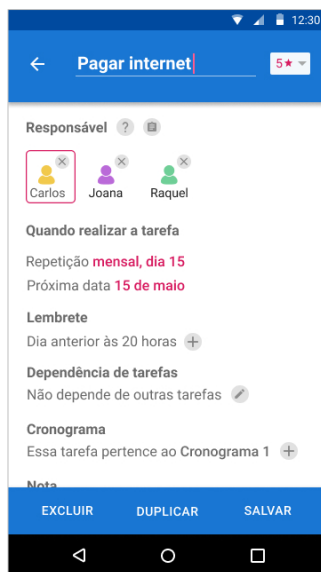 12:30
Pagar internet
5★
Responsável ?
Carlos Joana Raquel
Quando realizar a tarefa
Repetição mensal, dia 15
Próxima data 15 de maio
Lembrete
Dia anterior às 20 horas
Dependência de tarefas
Não depende de outras tarefas
Cronograma
Essa tarefa pertence ao Cronograma 1
Nota
EXCLUIR DUPLICAR SALVAR